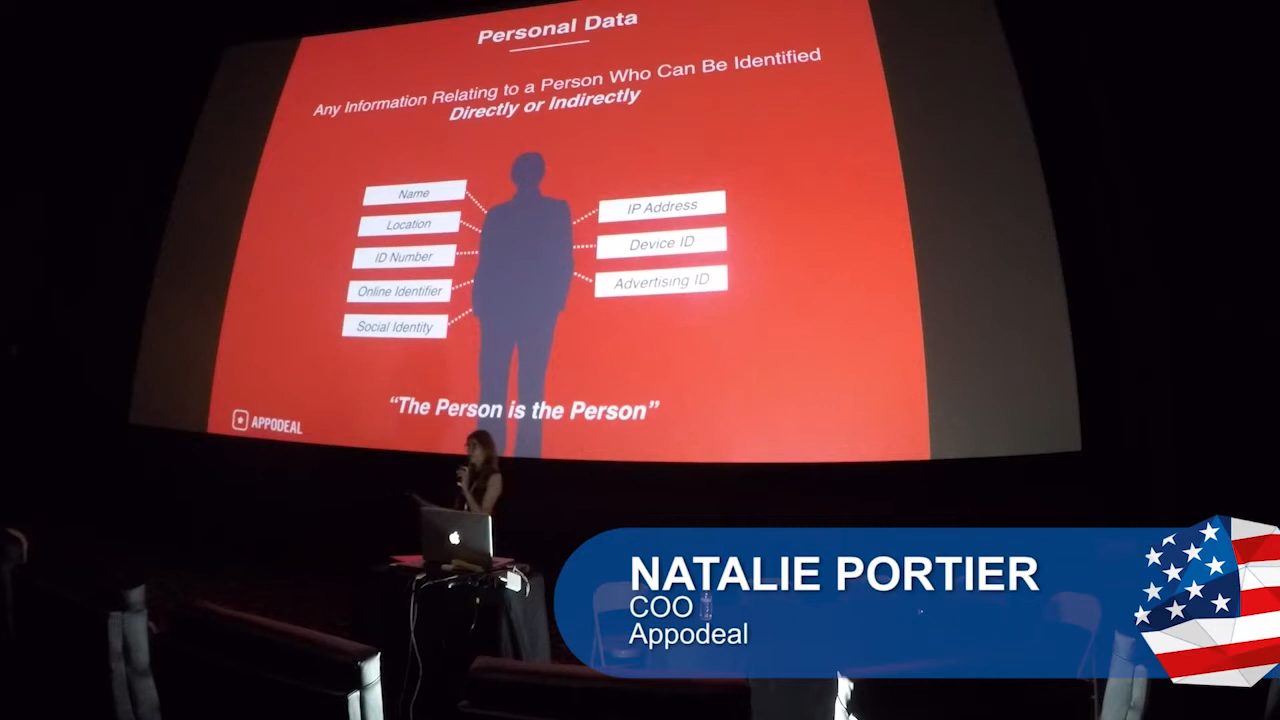 Personal Data
Any Information Relating to a Person Who Can Be Identified
Directly or Indirectly
Name
Location
ID Number
Online Identifier
Social Identity
IP Address
Device ID
Advertising ID
“The Person is the Person”
APPODEAL
NATALIE PORTIER
COO
Appodeal